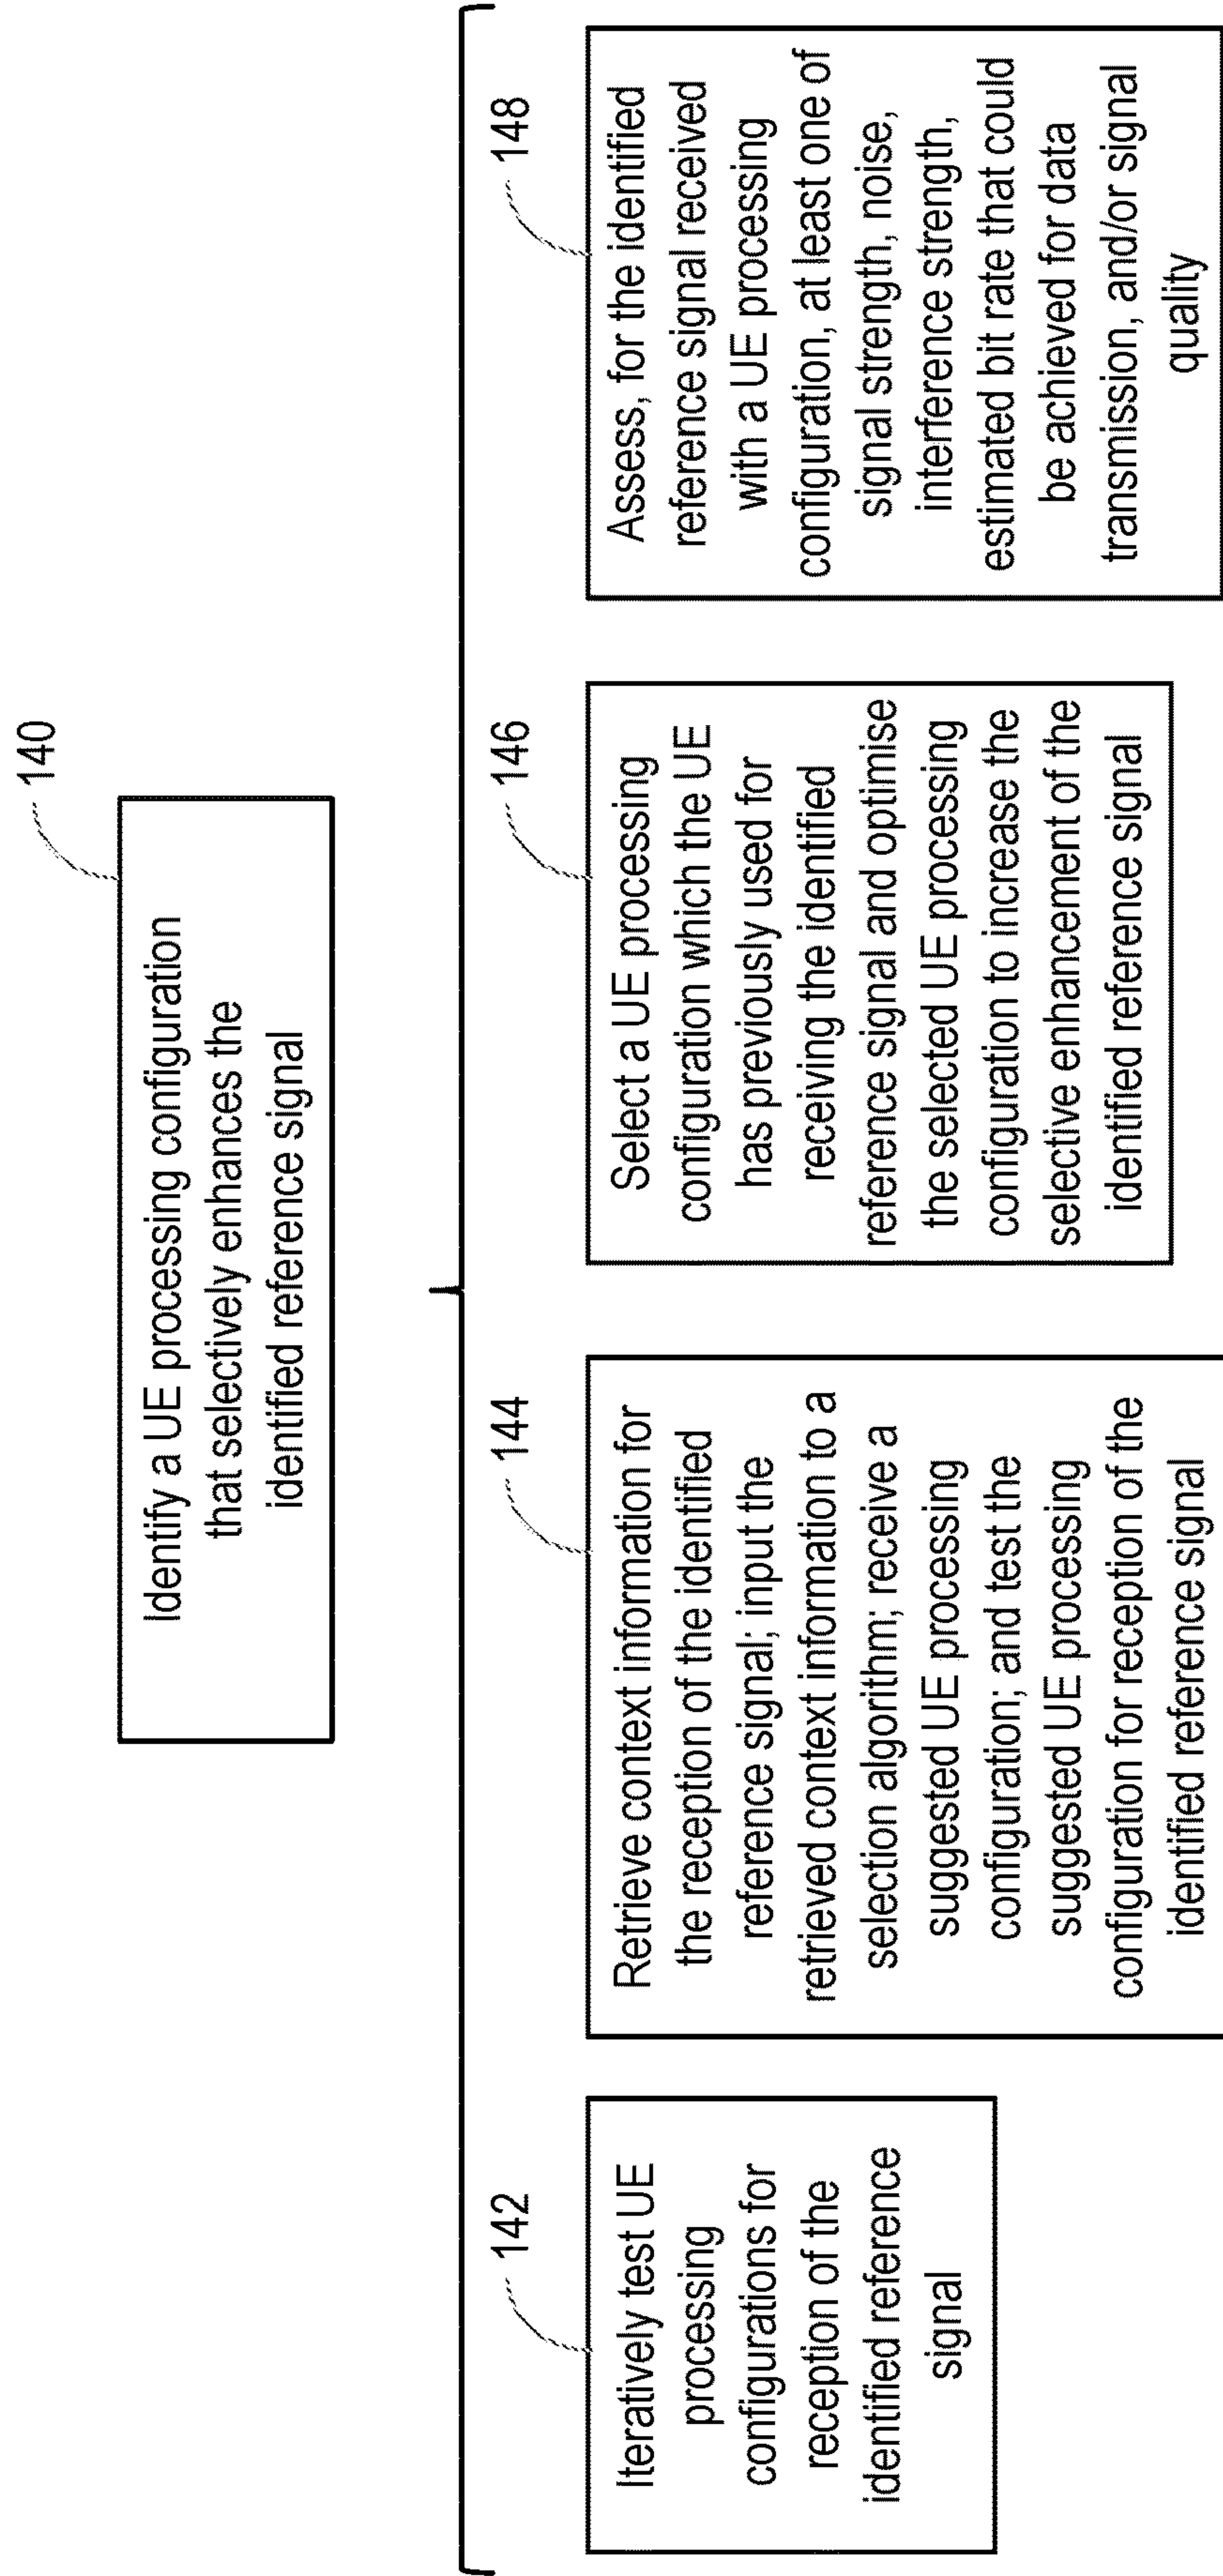 140
Identify a UE processing configuration
that selectively enhances the
identified reference signal
142
Iteratively test UE
processing
configurations for
reception of the
identified reference
signal
144
Retrieve context information for
the reception of the identified
reference signal; input the
retrieved context information to a
selection algorithm; receive a
suggested UE processing
configuration; and test the
suggested UE processing
configuration for reception of the
identified reference signal
146
Select a UE processing
configuration which the UE
has previously used for
receiving the identified
reference signal and optimise
the selected UE processing
configuration to increase the
selective enhancement of the
identified reference signal
148
Assess, for the identified
reference signal received
with a UE processing
configuration, at least one of
signal strength, noise,
interference strength,
estimated bit rate that could
be achieved for data
transmission, and/or signal
quality